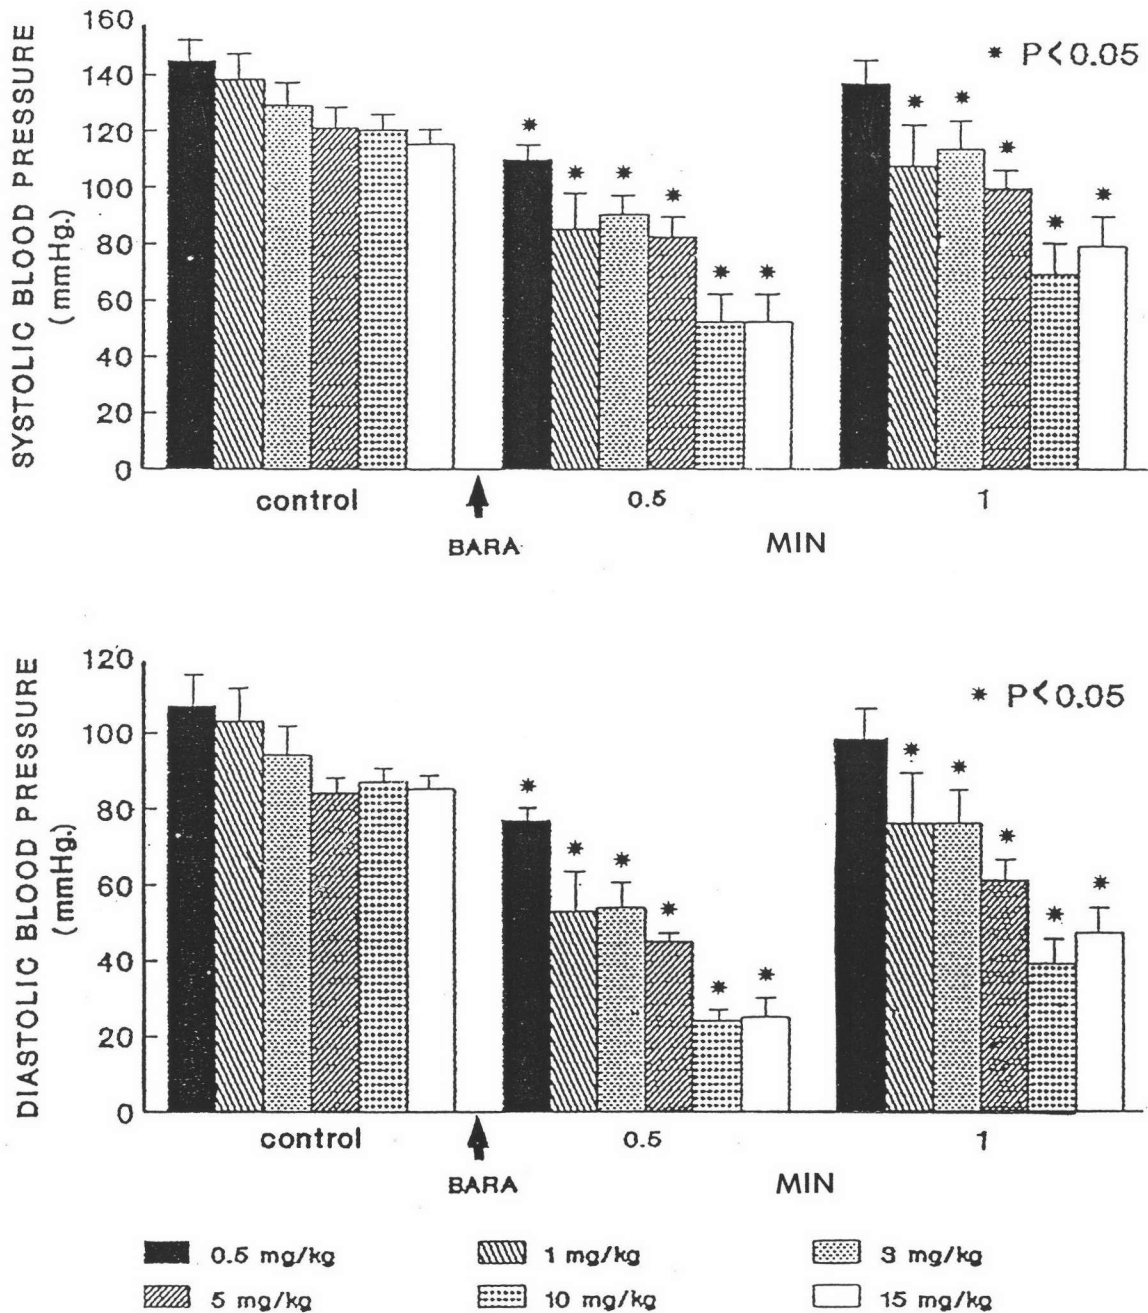 SYSTOLIC BLOOD PRESSURE
(mmHg.)
160
140
120
100
80
60
40
20
0
* P<0.05
* * * * * *
* * * * *
control 0.5 1
BARA MIN
DIASTOLIC BLOOD PRESSURE
(mmHg.)
120
100
80
60
40
20
0
* P<0.05
* * * * * *
* * * * *
control 0.5 1
BARA MIN
0.5 mg/kg 1 mg/kg 3 mg/kg
5 mg/kg 10 mg/kg 15 mg/kg